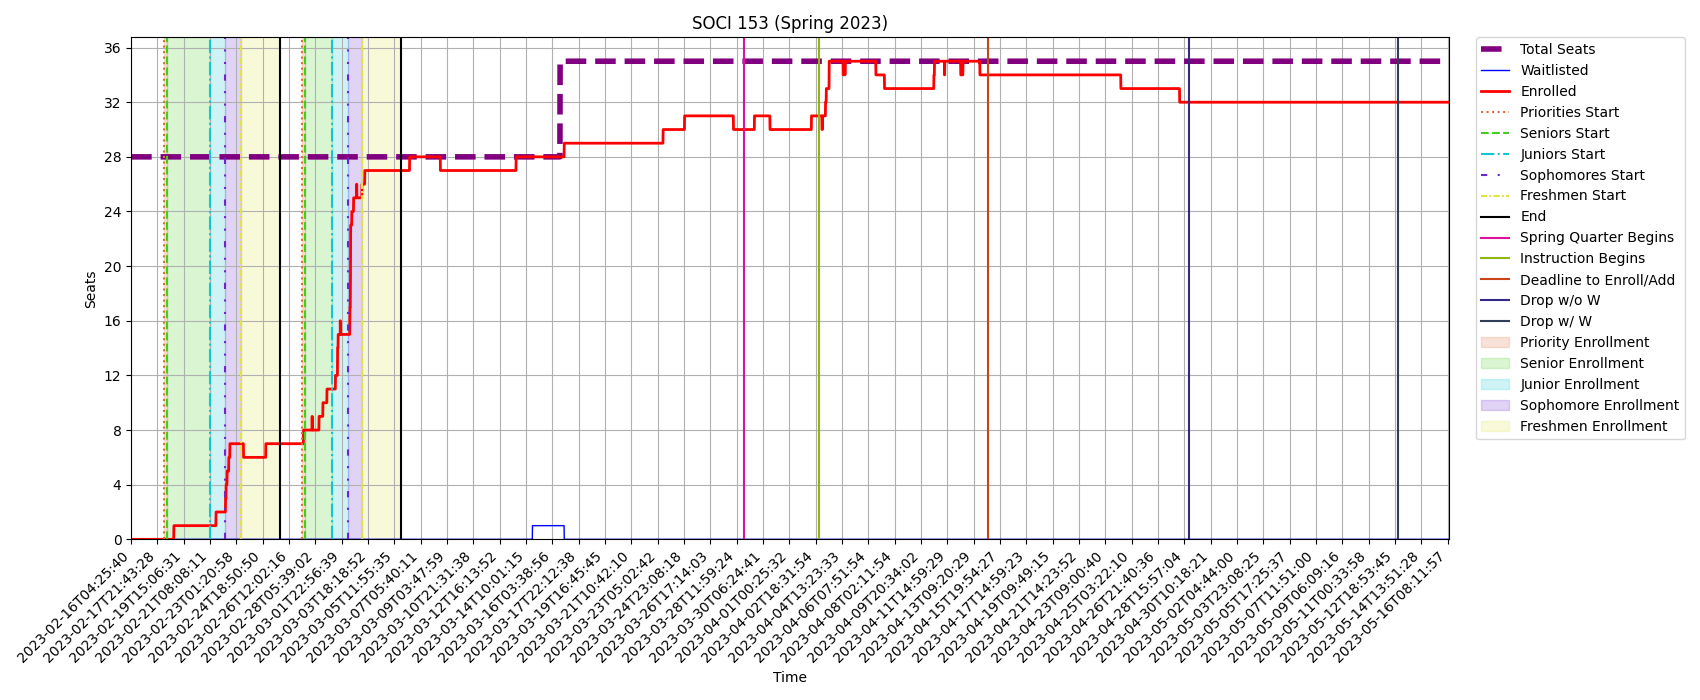 SOCI 153 (Spring 2023)
Seats
36
32
28
24
20
16
12
8
4
0
2023-02-16T04:25:40
2023-02-17T21:43:28
2023-02-19T15:06:31
2023-02-21T08:08:11
2023-02-23T01:20:58
2023-02-24T18:50:50
2023-02-26T12:02:16
2023-02-28T05:39:02
2023-03-01T22:56:39
2023-03-03T18:18:52
2023-03-05T11:55:35
2023-03-07T05:40:11
2023-03-09T03:47:59
2023-03-10T21:31:38
2023-03-12T16:13:52
2023-03-14T10:01:15
2023-03-16T03:38:56
2023-03-17T22:12:38
2023-03-19T16:45:45
2023-03-21T10:42:10
2023-03-23T05:02:42
2023-03-24T23:08:18
2023-03-26T17:14:03
2023-03-28T11:59:24
2023-03-30T06:24:41
2023-04-01T00:25:32
2023-04-02T18:31:54
2023-04-04T13:23:33
2023-04-06T07:51:54
2023-04-08T02:11:54
2023-04-09T20:34:02
2023-04-11T14:59:29
2023-04-13T09:20:29
2023-04-15T19:54:27
2023-04-17T14:59:23
2023-04-19T09:49:15
2023-04-21T14:23:52
2023-04-23T09:00:40
2023-04-25T03:22:10
2023-04-26T21:40:36
2023-04-28T15:57:04
2023-04-30T10:18:21
2023-05-02T04:44:00
2023-05-03T23:08:25
2023-05-05T17:25:37
2023-05-07T11:51:00
2023-05-09T06:09:16
2023-05-11T00:33:58
2023-05-12T18:53:45
2023-05-14T13:51:28
2023-05-16T08:11:57
Time
Total Seats
Waitlisted
Enrolled
Priorities Start
Seniors Start
Juniors Start
Sophomores Start
Freshmen Start
End
Spring Quarter Begins
Instruction Begins
Deadline to Enroll/Add
Drop w/o W
Drop w/ W
Priority Enrollment
Senior Enrollment
Junior Enrollment
Sophomore Enrollment
Freshmen Enrollment